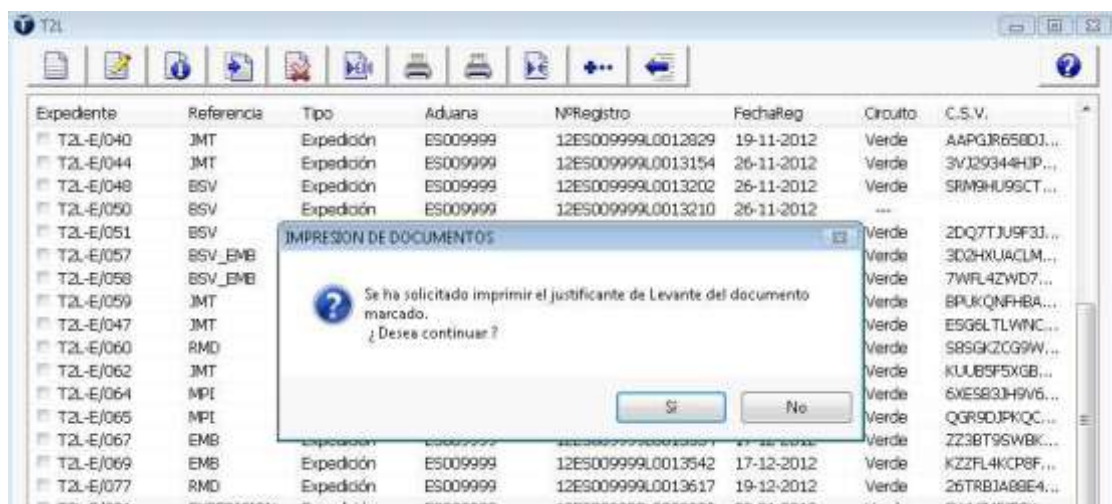 T2L
Expediente Referencia Tipo Aduana NºRegistro FechaReg Circuito C.S.V.
T2L-E/040 JMT Expedición ES009999 12ES009999L0012829 19-11-2012 Verde AAPGJR658DJ...
T2L-E/044 JMT Expedición ES009999 12ES009999L0013154 26-11-2012 Verde 3VJ29344HJP...
T2L-E/048 BSV Expedición ES009999 12ES009999L0013202 26-11-2012 Verde SRM9HU9SCT...
T2L-E/050 BSV Expedición ES009999 12ES009999L0013210 26-11-2012 ---
T2L-E/051 BSV Verde 2DQ7TJU9F3J...
IMPRESION DE DOCUMENTOS
T2L-E/057 BSV_EMB Verde 3D2HXUACLM...
T2L-E/058 BSV_EMB Verde 7WFL4ZWD7...
Se ha solicitado imprimir el justificante de Levante del documento
marcado.
¿ Desea continuar ?
T2L-E/059 JMT Verde BPUKQNFHBA...
T2L-E/047 JMT Verde ESG6LTLWNC...
T2L-E/060 RMD Verde S8SGKZCG9W...
T2L-E/062 JMT Verde KUUBSF5XGB...
T2L-E/064 MPI Verde 6XESB3JH9V6...
Si No
T2L-E/065 MPI Verde QGR9DJPKQC...
T2L-E/067 EMB Verde ZZ3BT9SWBK...
T2L-E/069 EMB Expedición ES009999 12ES009999L0013542 17-12-2012 Verde KZZFL4KCP8F...
T2L-E/077 RMD Expedición ES009999 12ES009999L0013617 19-12-2012 Verde 26TRBJAB8E4...